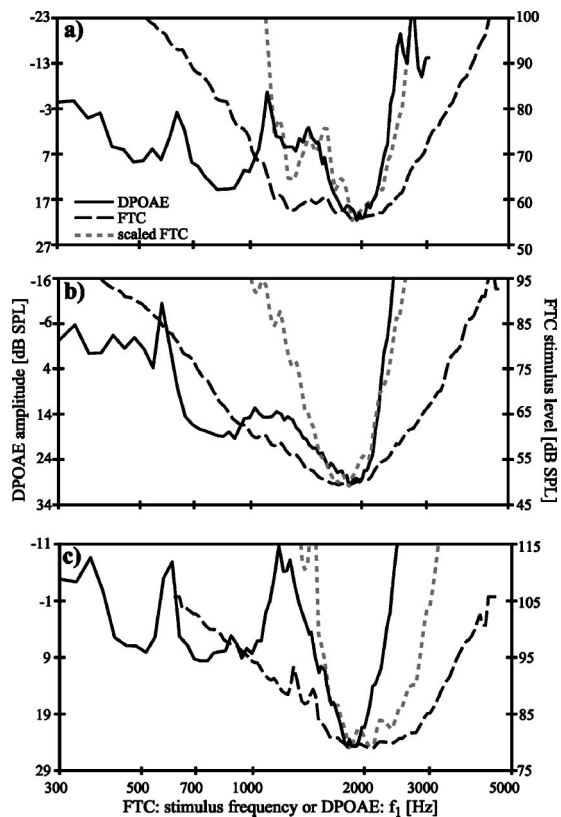 -23 100
a)
-13 90
-3 80
7 70
17 60
27 50
DPOAE
FTC
scaled FTC
-16 95
b)
-6 85
4 75
14 65
24 55
34 45
DPOAE amplitude [dB SPL]
FTC stimulus level [dB SPL]
-11 115
c)
-1 105
9 95
19 85
29 75
300 500 700 1000 2000 3000 5000
FTC: stimulus frequency or DPOAE: f1 [Hz]